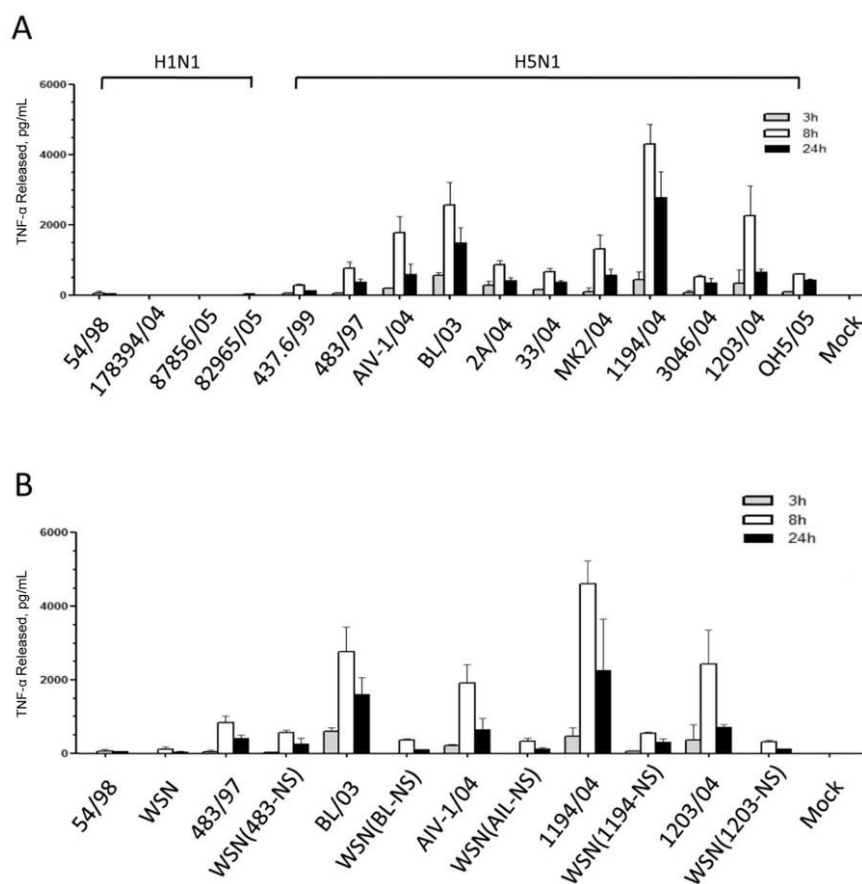 A
H1N1
H5N1
TNF-α Released, pg/mL
6000
4000
2000
0
3h
8h
24h
54/98
178394/04
87856/05
82965/05
437.6/99
483/97
AIV-1/04
BL/03
2A/04
33/04
MK2/04
1194/04
3046/04
1203/04
QH5/05
Mock
B
TNF-α Released, pg/mL
6000
4000
2000
0
3h
8h
24h
54/98
WSN
483/97
WSN(483-NS)
BL/03
WSN(BL-NS)
AIV-1/04
WSN(AIL-NS)
1194/04
WSN(1194-NS)
1203/04
WSN(1203-NS)
Mock